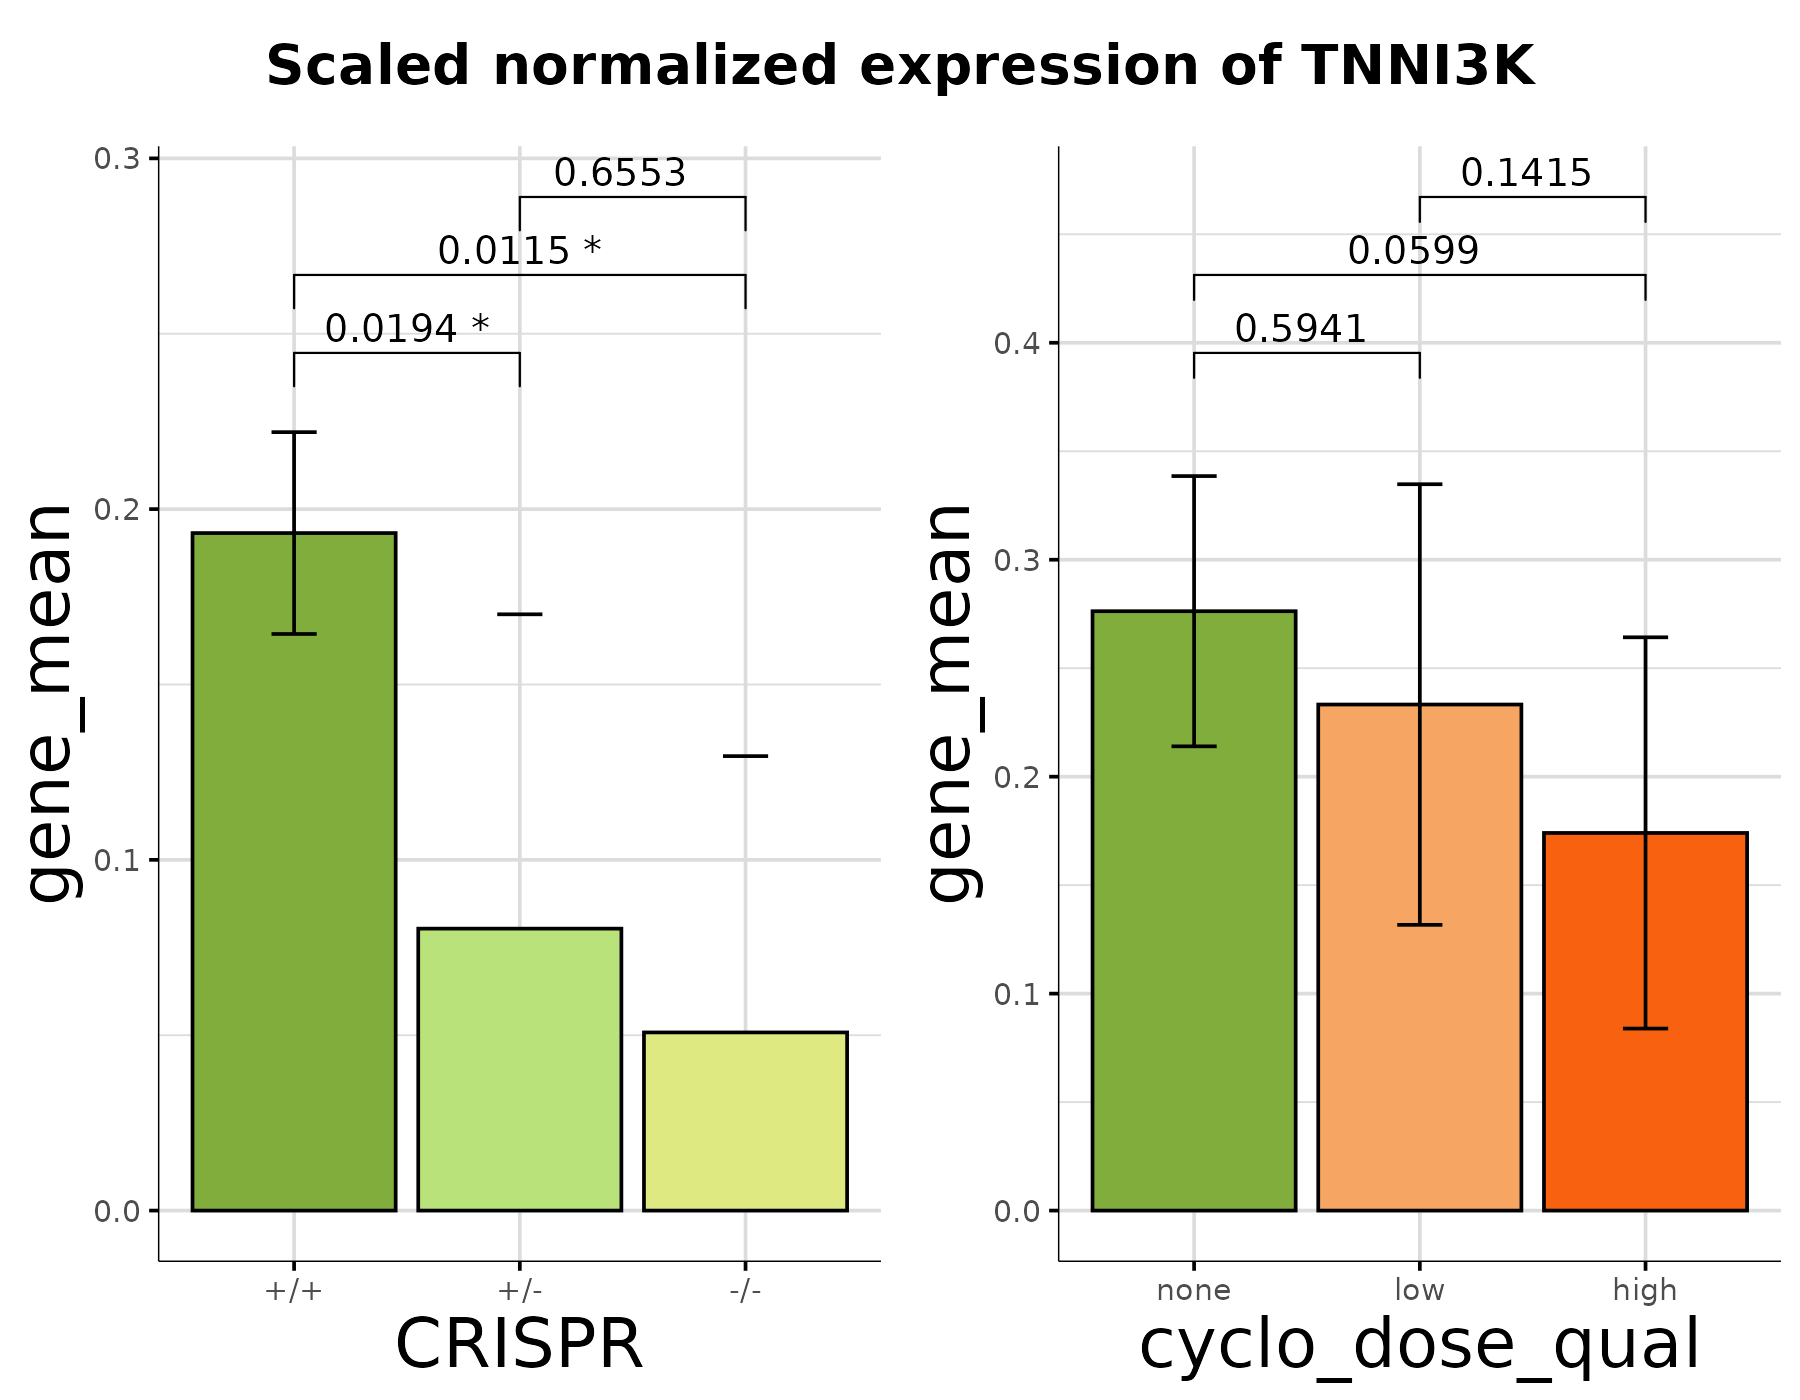 Scaled normalized expression of TNNI3K
gene_mean
0.3
0.2
0.1
0.0
0.6553
0.0115 *
0.0194 *
+/+ +/- -/-
CRISPR
gene_mean
0.4
0.3
0.2
0.1
0.0
0.1415
0.0599
0.5941
none low high
cyclo_dose_qual